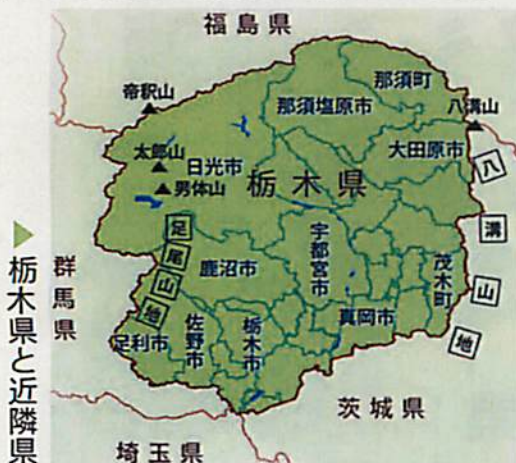 福島県
那須町
帝釈山
那須塩原市
八溝山
太郎山
日光市
大田原市
男体山
栃木県
八溝山地
足尾山地
宇都宮市
鹿沼市
茂木町
群馬県
真岡市
足利市
佐野市
栃木市
茨城県
埼玉県
▶栃木県と近隣県